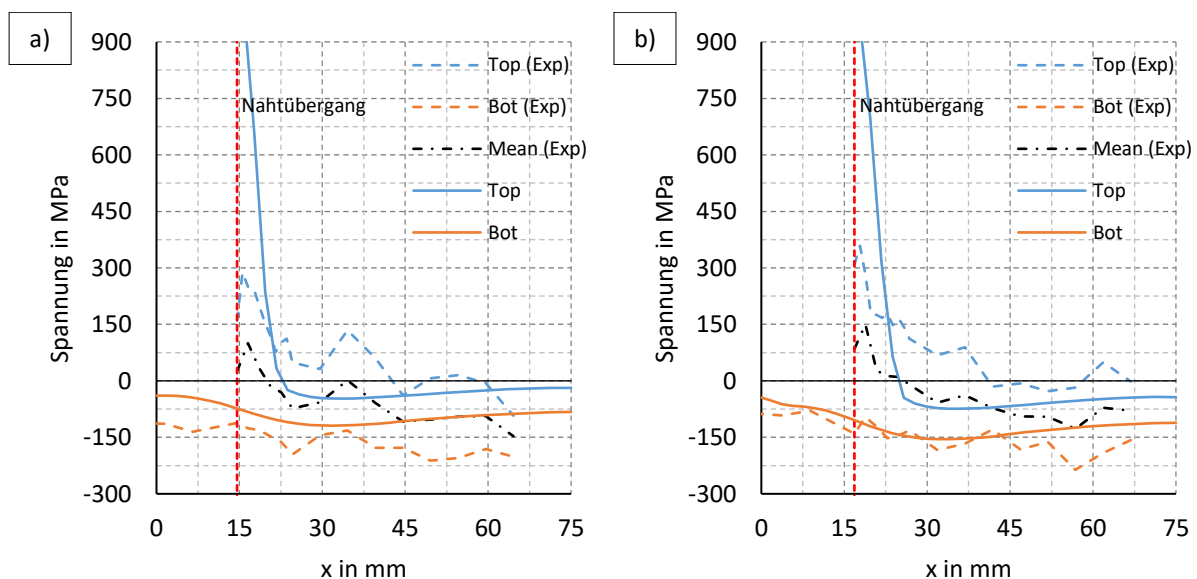 a)
900
750
600
450
300
150
0
-150
-300
Spannung in MPa
0 15 30 45 60 75
x in mm
Nahtübergang
Top (Exp)
Bot (Exp)
Mean (Exp)
Top
Bot
b)
900
750
600
450
300
150
0
-150
-300
Spannung in MPa
0 15 30 45 60 75
x in mm
Nahtübergang
Top (Exp)
Bot (Exp)
Mean (Exp)
Top
Bot